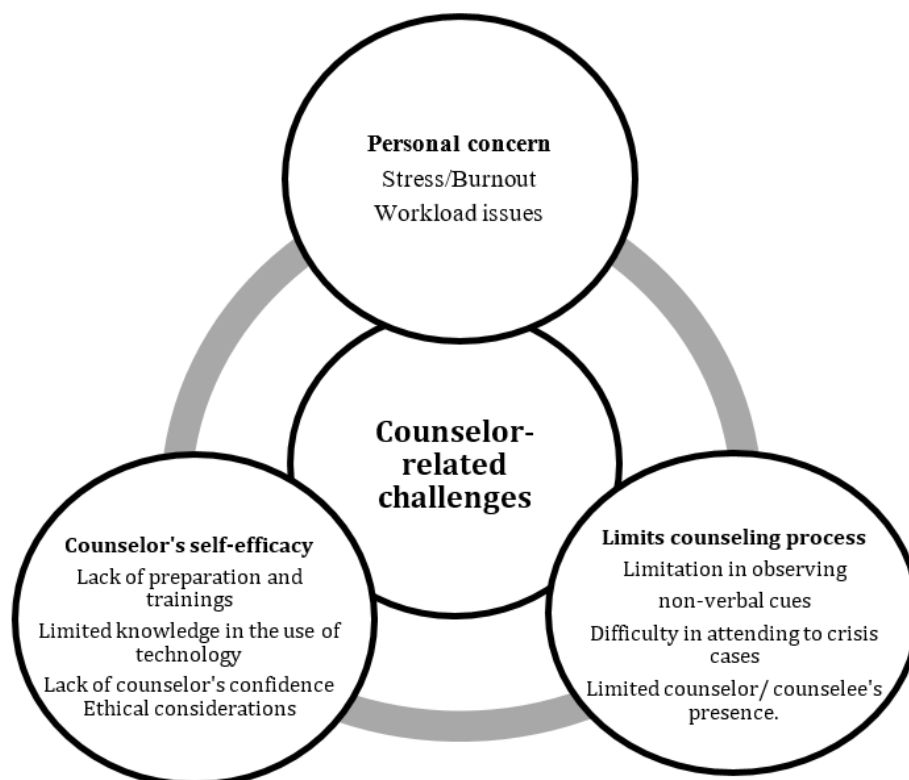 Personal concern
Stress/Burnout
Workload issues
Counselor-
related
challenges
Counselor's self-efficacy
Lack of preparation and
trainings
Limited knowledge in the use of
technology
Lack of counselor's confidence
Ethical considerations
Limits counseling process
Limitation in observing
non-verbal cues
Difficulty in attending to crisis
cases
Limited counselor/ counselee's
presence.